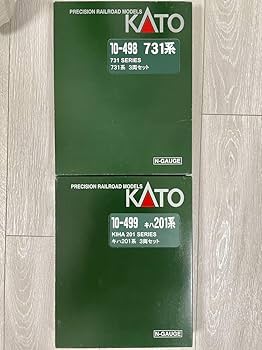 PRECISION RAILROAD MODELS
KATO
10-498 731系
731 SERIES
731系 3両セット
N-GAUGE
PRECISION RAILROAD MODELS
KATO
10-499 キハ201系
KIHA 201 SERIES
キハ201系 3両セット
N-GAUGE